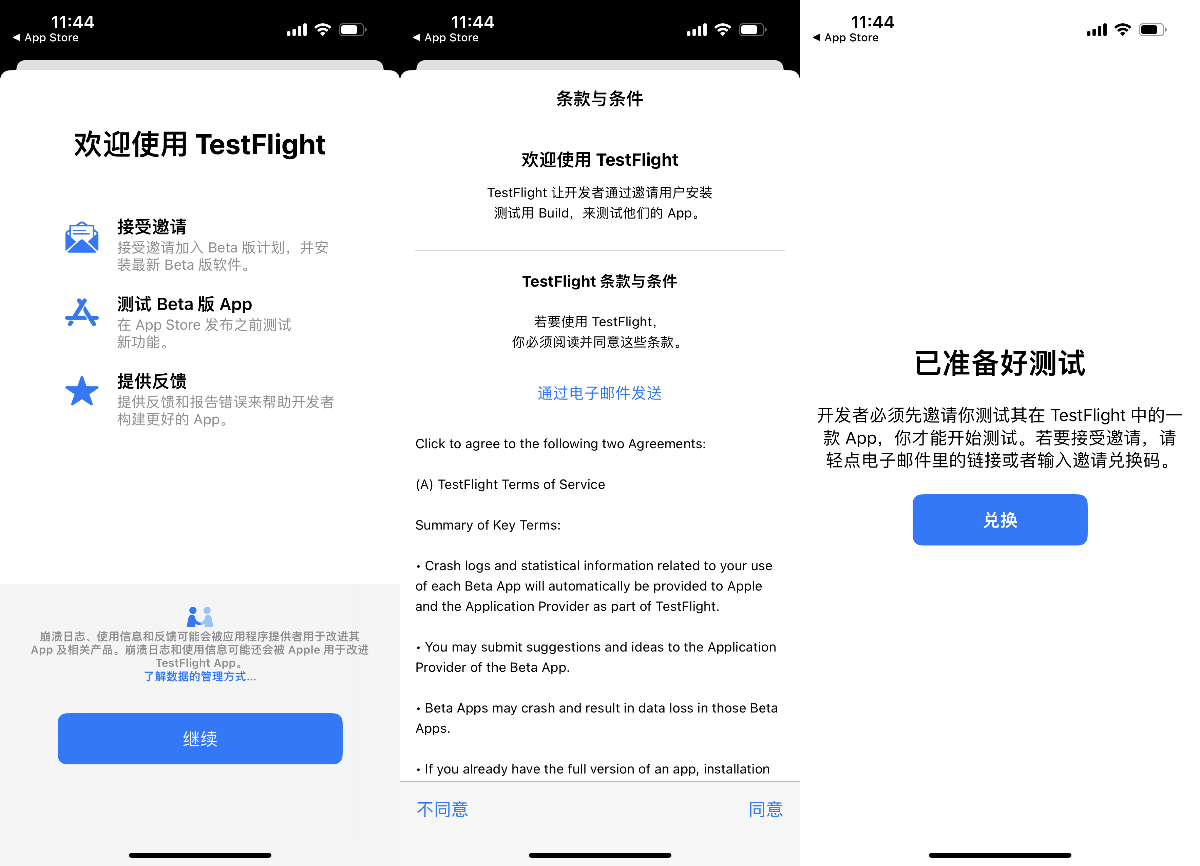 11:44
◀ App Store
欢迎使用 TestFlight
接受邀请
接受邀请加入 Beta 版计划，并安
装最新 Beta 版软件。
测试 Beta 版 App
在 App Store 发布之前测试
新功能。
提供反馈
提供反馈和报告错误来帮助开发者
构建更好的 App。
崩溃日志、使用信息和反馈可能会被应用程序提供者用于改进其
App 及相关产品。崩溃日志和使用信息可能还会被 Apple 用于改进
TestFlight App。
了解数据的管理方式...
继续
11:44
◀ App Store
条款与条件
欢迎使用 TestFlight
TestFlight 让开发者通过邀请用户安装
测试用 Build，来测试他们的 App。
TestFlight 条款与条件
若要使用 TestFlight，
你必须阅读并同意这些条款。
通过电子邮件发送
Click to agree to the following two Agreements:
(A) TestFlight Terms of Service
Summary of Key Terms:
• Crash logs and statistical information related to your use
of each Beta App will automatically be provided to Apple
and the Application Provider as part of TestFlight.
• You may submit suggestions and ideas to the Application
Provider of the Beta App.
• Beta Apps may crash and result in data loss in those Beta
Apps.
• If you already have the full version of an app, installation
不同意
同意
11:44
◀ App Store
已准备好测试
开发者必须先邀请你测试其在 TestFlight 中的一
款 App，你才能开始测试。若要接受邀请，请
轻点电子邮件里的链接或者输入邀请兑换码。
兑换